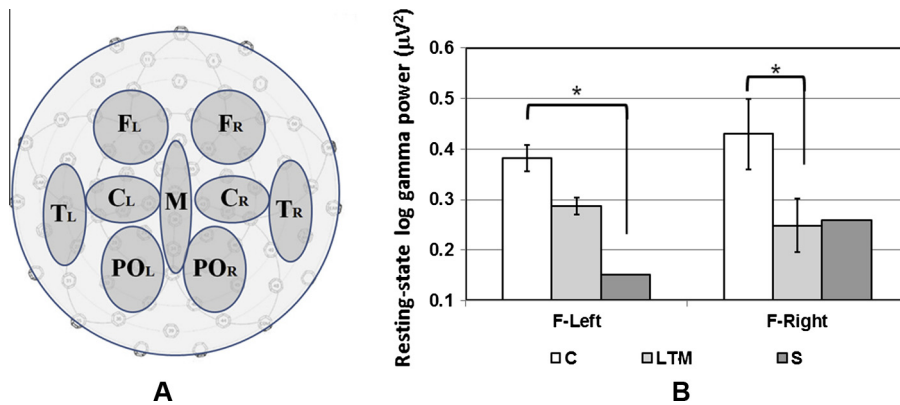 FL FR
TL CL M CR TR
POL POR
A
Resting-state log gamma power (µV²)
0.6
0.5
0.4
0.3
0.2
0.1
*
*
F-Left F-Right
C LTM S
B